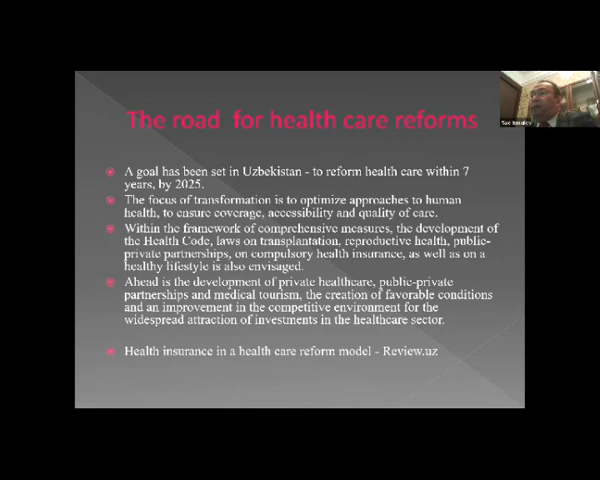 The road for health care reforms
A goal has been set in Uzbekistan - to reform health care within 7
years, by 2025.
The focus of transformation is to optimize approaches to human
health, to ensure coverage, accessibility and quality of care.
Within the framework of comprehensive measures, the development of
the Health Code, laws on transplantation, reproductive health, public-
private partnerships, on compulsory health insurance, as well as on a
healthy lifestyle is also envisaged.
Ahead is the development of private healthcare, public-private
partnerships and medical tourism, the creation of favorable conditions
and an improvement in the competitive environment for the
widespread attraction of investments in the healthcare sector.
Health insurance in a health care reform model - Review.uz